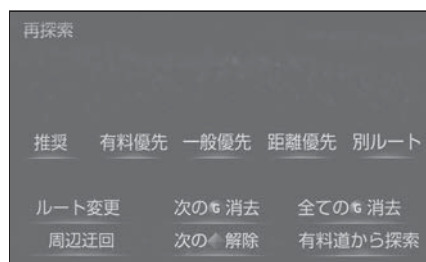 再探索
推奨 有料優先 一般優先 距離優先 別ルート
ルート変更 次のG消去 全てのG消去
周辺迂回 次の解除 有料道から探索